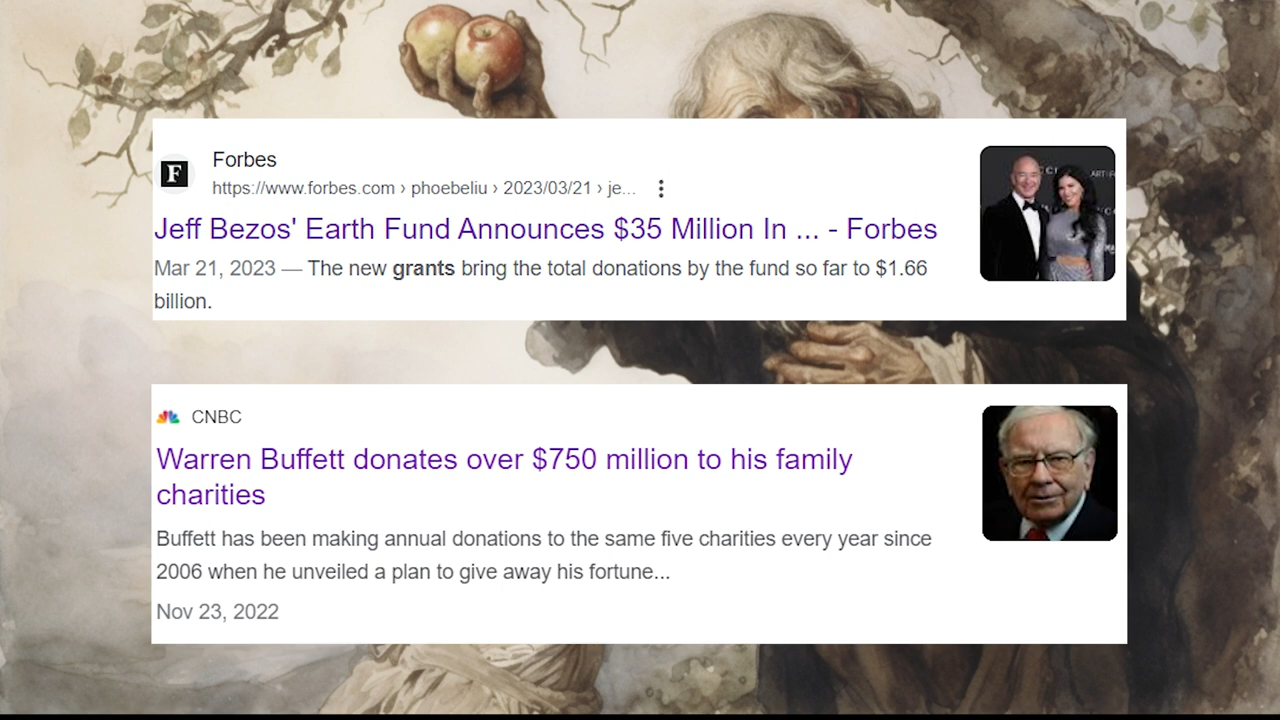 Forbes
https://www.forbes.com › phoebeliu › 2023/03/21 › je...
Jeff Bezos' Earth Fund Announces $35 Million In ... - Forbes
Mar 21, 2023 — The new grants bring the total donations by the fund so far to $1.66
billion.
CNBC
Warren Buffett donates over $750 million to his family
charities
Buffett has been making annual donations to the same five charities every year since
2006 when he unveiled a plan to give away his fortune...
Nov 23, 2022